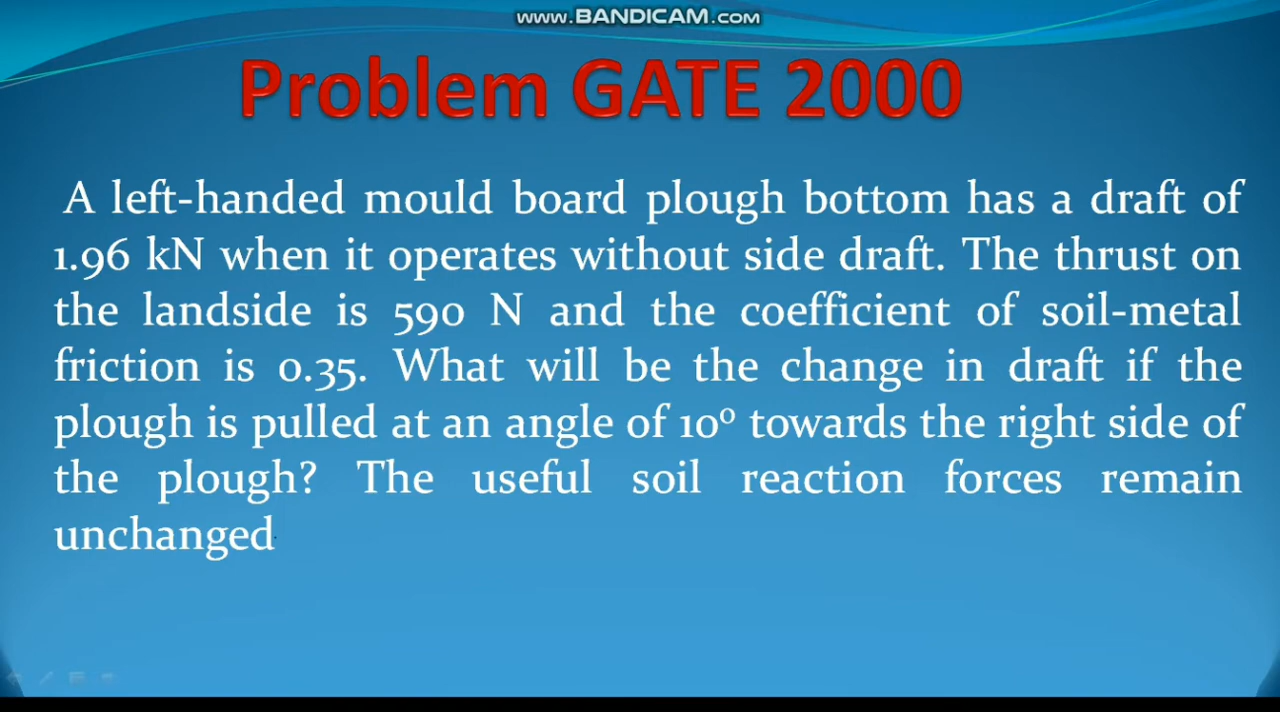 www.BANDICAM.com
Problem GATE 2000
A left-handed mould board plough bottom has a draft of
1.96 kN when it operates without side draft. The thrust on
the landside is 590 N and the coefficient of soil-metal
friction is 0.35. What will be the change in draft if the
plough is pulled at an angle of 10⁰ towards the right side of
the plough? The useful soil reaction forces remain
unchanged